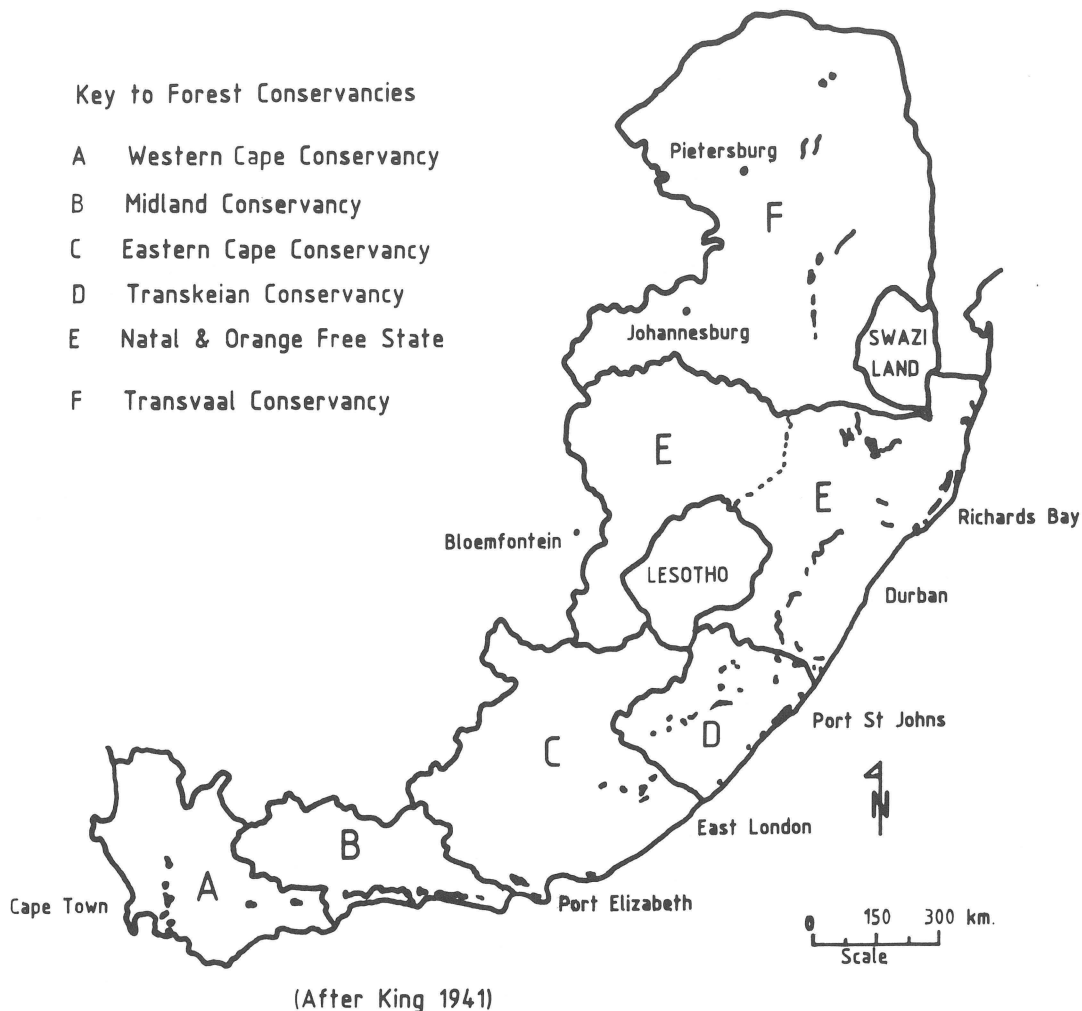 Key to Forest Conservancies
A Western Cape Conservancy
B Midland Conservancy
C Eastern Cape Conservancy
D Transkeian Conservancy
E Natal & Orange Free State
F Transvaal Conservancy
Pietersburg
F
Johannesburg
SWAZI
LAND
E
E
Richards Bay
Bloemfontein
LESOTHO
Durban
Port St Johns
D
C
N
East London
B
A
Cape Town
Port Elizabeth
0 150 300 km.
Scale
(After King 1941)